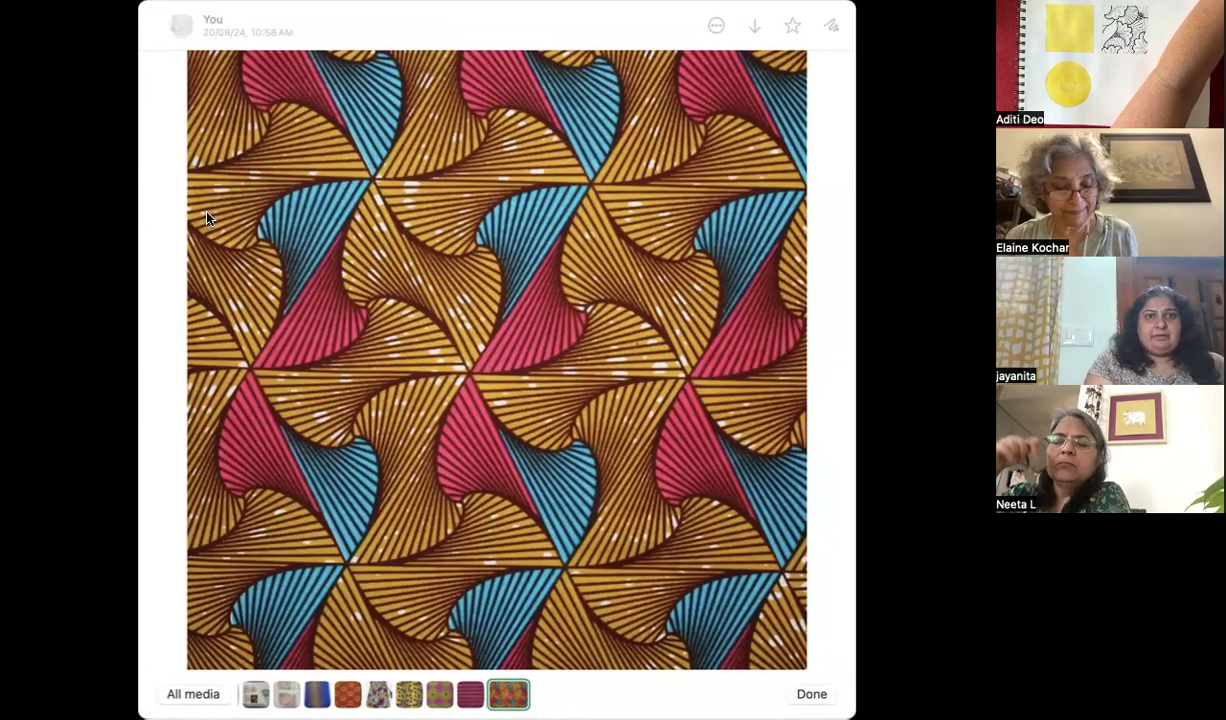 You
20/08/24, 10:58 AM
Aditi Deo
Elaine Kochar
jayanita
Neeta L
All media
Done